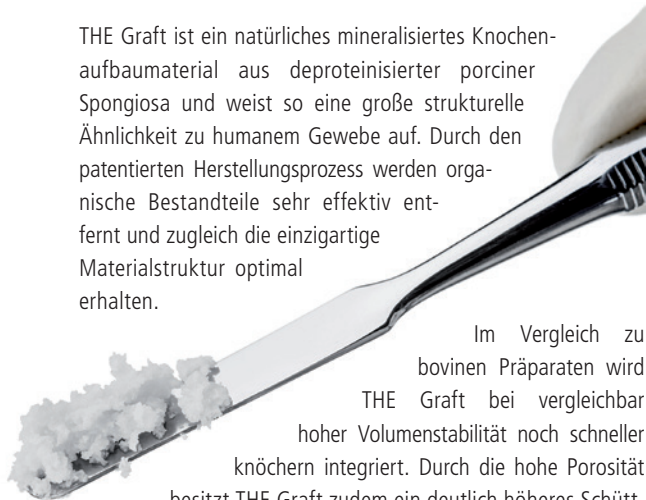 THE Graft ist ein natürliches mineralisiertes Knochen-
aufbaumaterial aus deproteinisierter porciner
Spongiosa und weist so eine große strukturelle
Ähnlichkeit zu humanem Gewebe auf. Durch den
patentierten Herstellungsprozess werden orga-
nische Bestandteile sehr effektiv ent-
fernt und zugleich die einzigartige
Materialstruktur optimal
erhalten.
Im Vergleich zu
bovinen Präparaten wird
THE Graft bei vergleichbar
hoher Volumenstabilität noch schneller
knöchern integriert. Durch die hohe Porosität
besitzt THE Graft zudem ein deutlich höheres Schütt-